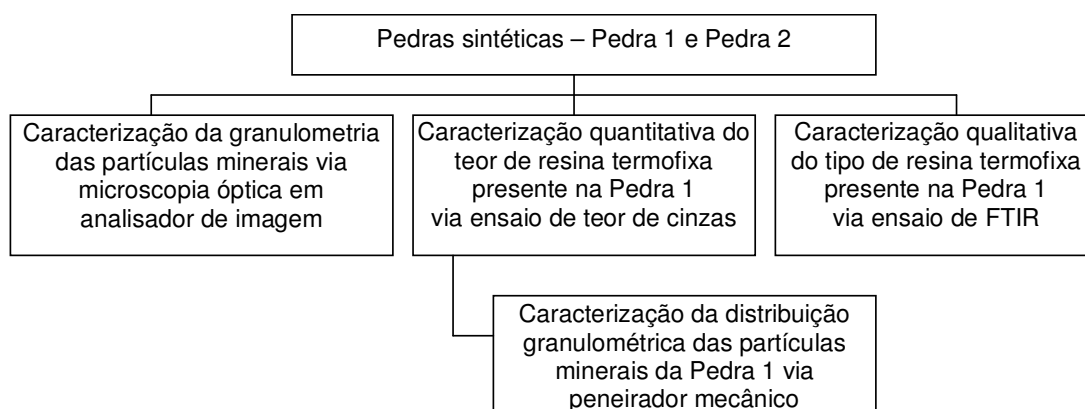 Pedras sintéticas – Pedra 1 e Pedra 2
Caracterização da granulometria
das partículas minerais via
microscopia óptica em
analisador de imagem
Caracterização quantitativa do
teor de resina termofixa
presente na Pedra 1
via ensaio de teor de cinzas
Caracterização qualitativa
do tipo de resina termofixa
presente na Pedra 1
via ensaio de FTIR
Caracterização da distribuição
granulométrica das partículas
minerais da Pedra 1 via
peneirador mecânico